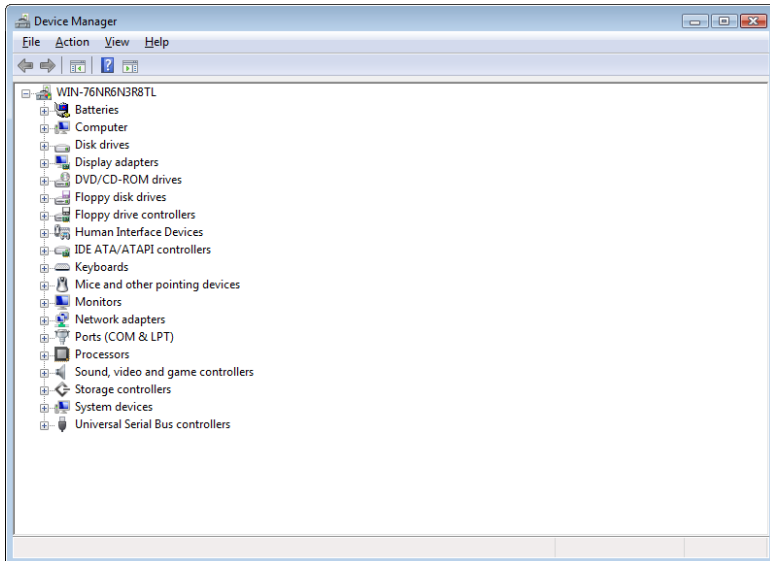 Device Manager
File Action View Help
WIN-76NR6N3R8TL
Batteries
Computer
Disk drives
Display adapters
DVD/CD-ROM drives
Floppy disk drives
Floppy drive controllers
Human Interface Devices
IDE ATA/ATAPI controllers
Keyboards
Mice and other pointing devices
Monitors
Network adapters
Ports (COM & LPT)
Processors
Sound, video and game controllers
Storage controllers
System devices
Universal Serial Bus controllers